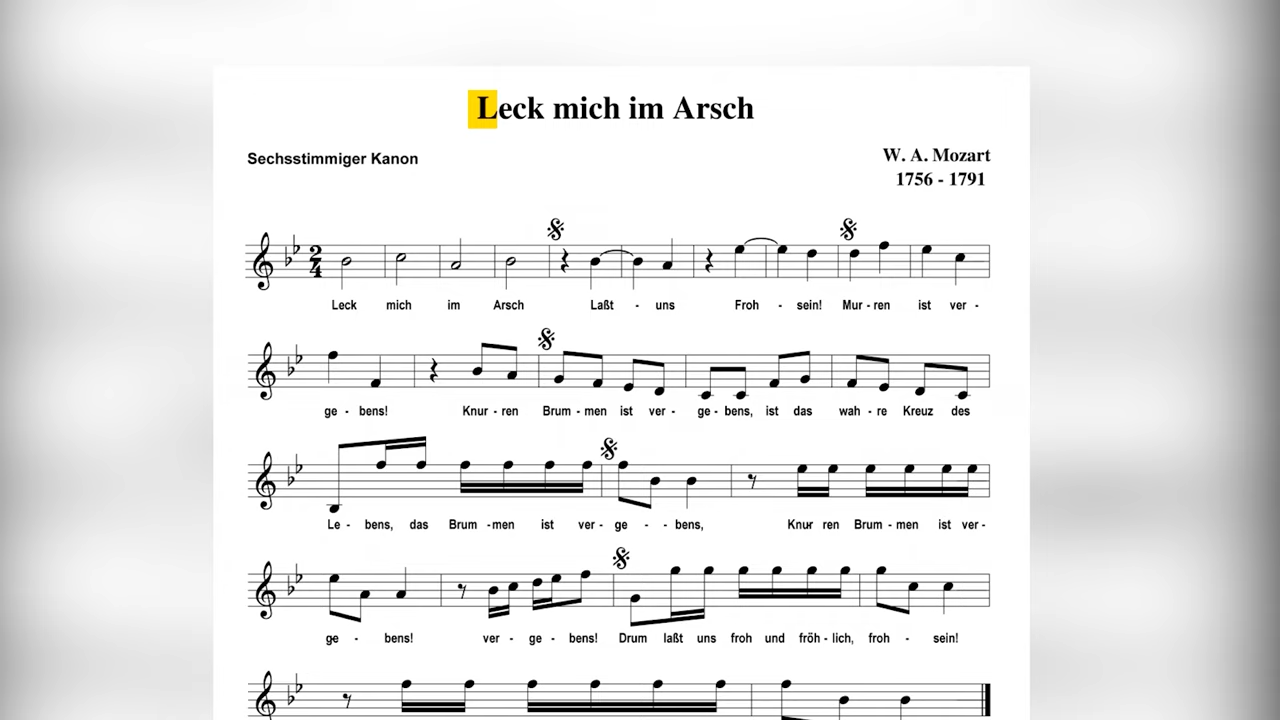 Leck mich im Arsch
Sechsstimmiger Kanon
W. A. Mozart
1756 - 1791
2
4
Leck mich im Arsch Laßt - uns Froh - sein! Mur - ren ist ver -
ge - bens! Knur - ren Brum - men ist ver - ge - bens, ist das wah - re Kreuz des
Le - bens, das Brum - men ist ver - ge - - bens, Knur ren Brum - men ist ver -
ge - bens! ver - ge - bens! Drum laßt uns froh und fröh - lich, froh - sein!